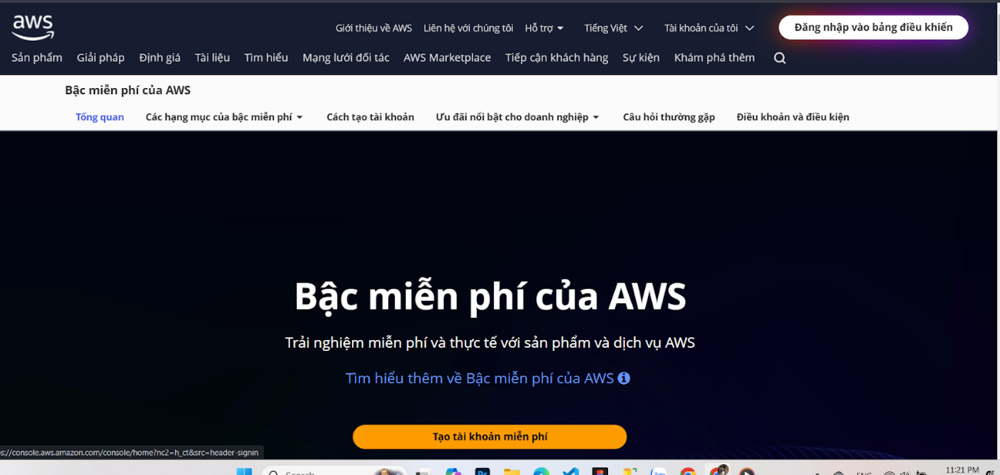 aws
Giới thiệu về AWS Liên hệ với chúng tôi Hỗ trợ Tiếng Việt Tài khoản của tôi Đăng nhập vào bảng điều khiển
Sản phẩm Giải pháp Định giá Tài liệu Tìm hiểu Mạng lưới đối tác AWS Marketplace Tiếp cận khách hàng Sự kiện Khám phá thêm
Bậc miễn phí của AWS
Tổng quan Các hạng mục của bậc miễn phí Cách tạo tài khoản Ưu đãi nổi bật cho doanh nghiệp Câu hỏi thường gặp Điều khoản và điều kiện
Bậc miễn phí của AWS
Trải nghiệm miễn phí và thực tế với sản phẩm và dịch vụ AWS
Tìm hiểu thêm về Bậc miễn phí của AWS
Tạo tài khoản miễn phí
s://console.aws.amazon.com/console/home?nc2=h_ct&src=header-signin
Search
Ps
Zalo
ENG
11:21 PM